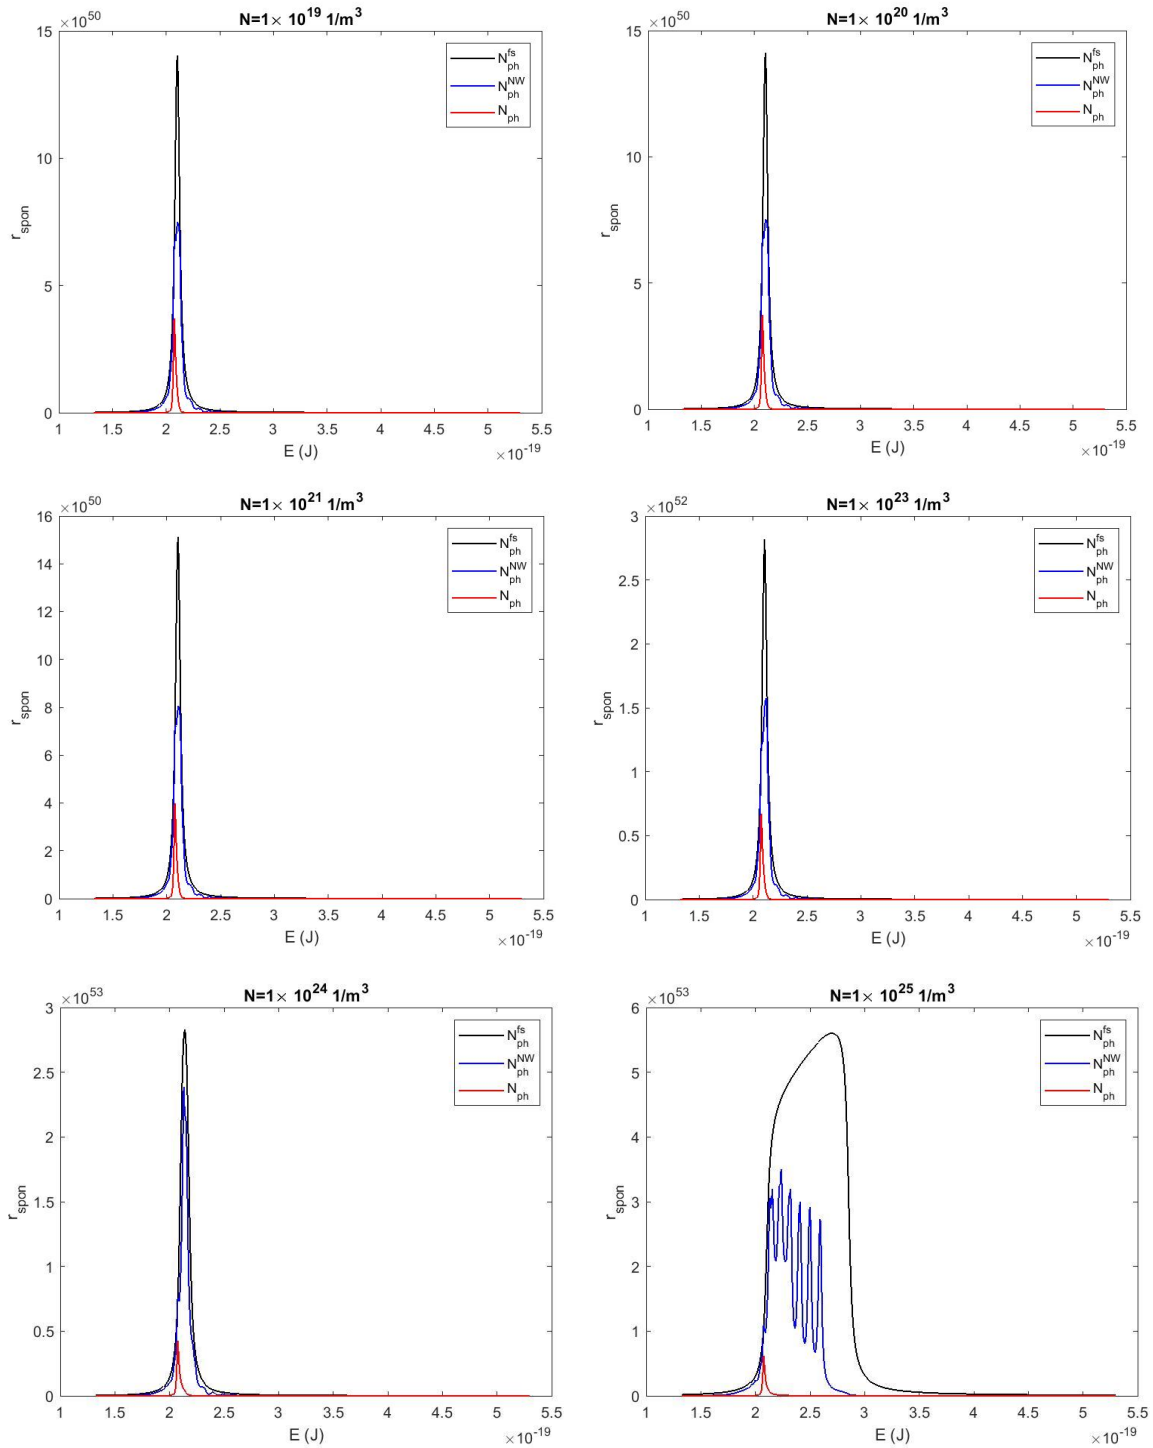 N=1× 10^19 1/m^3
×10^50
15
10
5
0
r_spon
1 1.5 2 2.5 3 3.5 4 4.5 5 5.5
E (J)
×10^-19
N_ph^fs
N_ph^NW
N_ph
N=1× 10^20 1/m^3
×10^50
15
10
5
0
r_spon
1 1.5 2 2.5 3 3.5 4 4.5 5 5.5
E (J)
×10^-19
N_ph^fs
N_ph^NW
N_ph
N=1× 10^21 1/m^3
×10^50
16
14
12
10
8
6
4
2
0
r_spon
1 1.5 2 2.5 3 3.5 4 4.5 5 5.5
E (J)
×10^-19
N_ph^fs
N_ph^NW
N_ph
N=1× 10^23 1/m^3
×10^52
3
2.5
2
1.5
1
0.5
0
r_spon
1 1.5 2 2.5 3 3.5 4 4.5 5 5.5
E (J)
×10^-19
N_ph^fs
N_ph^NW
N_ph
N=1× 10^24 1/m^3
×10^53
3
2.5
2
1.5
1
0.5
0
r_spon
1 1.5 2 2.5 3 3.5 4 4.5 5 5.5
E (J)
×10^-19
N_ph^fs
N_ph^NW
N_ph
N=1× 10^25 1/m^3
×10^53
6
5
4
3
2
1
0
r_spon
1 1.5 2 2.5 3 3.5 4 4.5 5 5.5
E (J)
×10^-19
N_ph^fs
N_ph^NW
N_ph